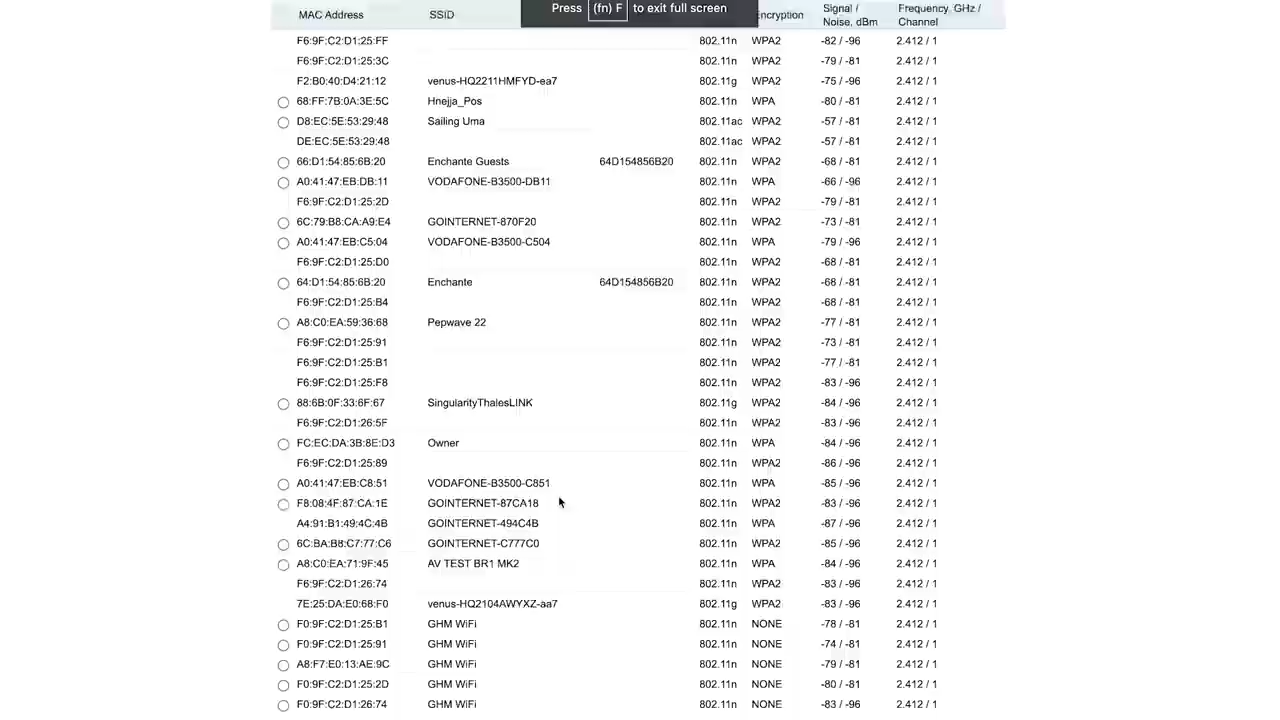 Press (fn) F to exit full screen
MAC Address SSID Encryption Signal / Noise, dBm Frequency, GHz / Channel
F6:9F:C2:D1:25:FF 802.11n WPA2 -82 / -96 2.412 / 1
F6:9F:C2:D1:25:3C 802.11n WPA2 -79 / -81 2.412 / 1
F2:B0:40:D4:21:12 venus-HQ2211HMFYD-ea7 802.11g WPA2 -75 / -96 2.412 / 1
68:FF:7B:0A:3E:5C Hnejja_Pos 802.11n WPA -80 / -81 2.412 / 1
D8:EC:5E:53:29:48 Sailing Uma 802.11ac WPA2 -57 / -81 2.412 / 1
DE:EC:5E:53:29:48 802.11ac WPA2 -57 / -81 2.412 / 1
66:D1:54:85:6B:20 Enchante Guests 64D154856B20 802.11n WPA2 -68 / -81 2.412 / 1
A0:41:47:EB:DB:11 VODAFONE-B3500-DB11 802.11n WPA -66 / -96 2.412 / 1
F6:9F:C2:D1:25:2D 802.11n WPA2 -79 / -81 2.412 / 1
6C:79:B8:CA:A9:E4 GOINTERNET-870F20 802.11n WPA2 -73 / -81 2.412 / 1
A0:41:47:EB:C5:04 VODAFONE-B3500-C504 802.11n WPA -79 / -96 2.412 / 1
F6:9F:C2:D1:25:D0 802.11n WPA2 -68 / -81 2.412 / 1
64:D1:54:85:6B:20 Enchante 64D154856B20 802.11n WPA2 -68 / -81 2.412 / 1
F6:9F:C2:D1:25:B4 802.11n WPA2 -68 / -81 2.412 / 1
A8:C0:EA:59:36:68 Pepwave 22 802.11n WPA2 -77 / -81 2.412 / 1
F6:9F:C2:D1:25:91 802.11n WPA2 -73 / -81 2.412 / 1
F6:9F:C2:D1:25:B1 802.11n WPA2 -77 / -81 2.412 / 1
F6:9F:C2:D1:25:F8 802.11n WPA2 -83 / -96 2.412 / 1
88:6B:0F:33:6F:67 SingularityThalesLINK 802.11g WPA2 -84 / -96 2.412 / 1
F6:9F:C2:D1:26:5F 802.11n WPA2 -83 / -96 2.412 / 1
FC:EC:DA:3B:8E:D3 Owner 802.11n WPA -84 / -96 2.412 / 1
F6:9F:C2:D1:25:89 802.11n WPA2 -86 / -96 2.412 / 1
A0:41:47:EB:C8:51 VODAFONE-B3500-C851 802.11n WPA -85 / -96 2.412 / 1
F8:08:4F:87:CA:1E GOINTERNET-87CA18 802.11n WPA2 -83 / -96 2.412 / 1
A4:91:B1:49:4C:4B GOINTERNET-494C4B 802.11n WPA -87 / -96 2.412 / 1
6C:BA:B8:C7:77:C6 GOINTERNET-C777C0 802.11n WPA2 -85 / -96 2.412 / 1
A8:C0:EA:71:9F:45 AV TEST BR1 MK2 802.11n WPA -84 / -96 2.412 / 1
F6:9F:C2:D1:26:74 802.11n WPA2 -83 / -96 2.412 / 1
7E:25:DA:E0:68:F0 venus-HQ2104AWYXZ-aa7 802.11g WPA2 -83 / -96 2.412 / 1
F0:9F:C2:D1:25:B1 GHM WiFi 802.11n NONE -78 / -81 2.412 / 1
F0:9F:C2:D1:25:91 GHM WiFi 802.11n NONE -74 / -81 2.412 / 1
A8:F7:E0:13:AE:9C GHM WiFi 802.11n NONE -79 / -81 2.412 / 1
F0:9F:C2:D1:25:2D GHM WiFi 802.11n NONE -80 / -81 2.412 / 1
F0:9F:C2:D1:26:74 GHM WiFi 802.11n NONE -83 / -96 2.412 / 1